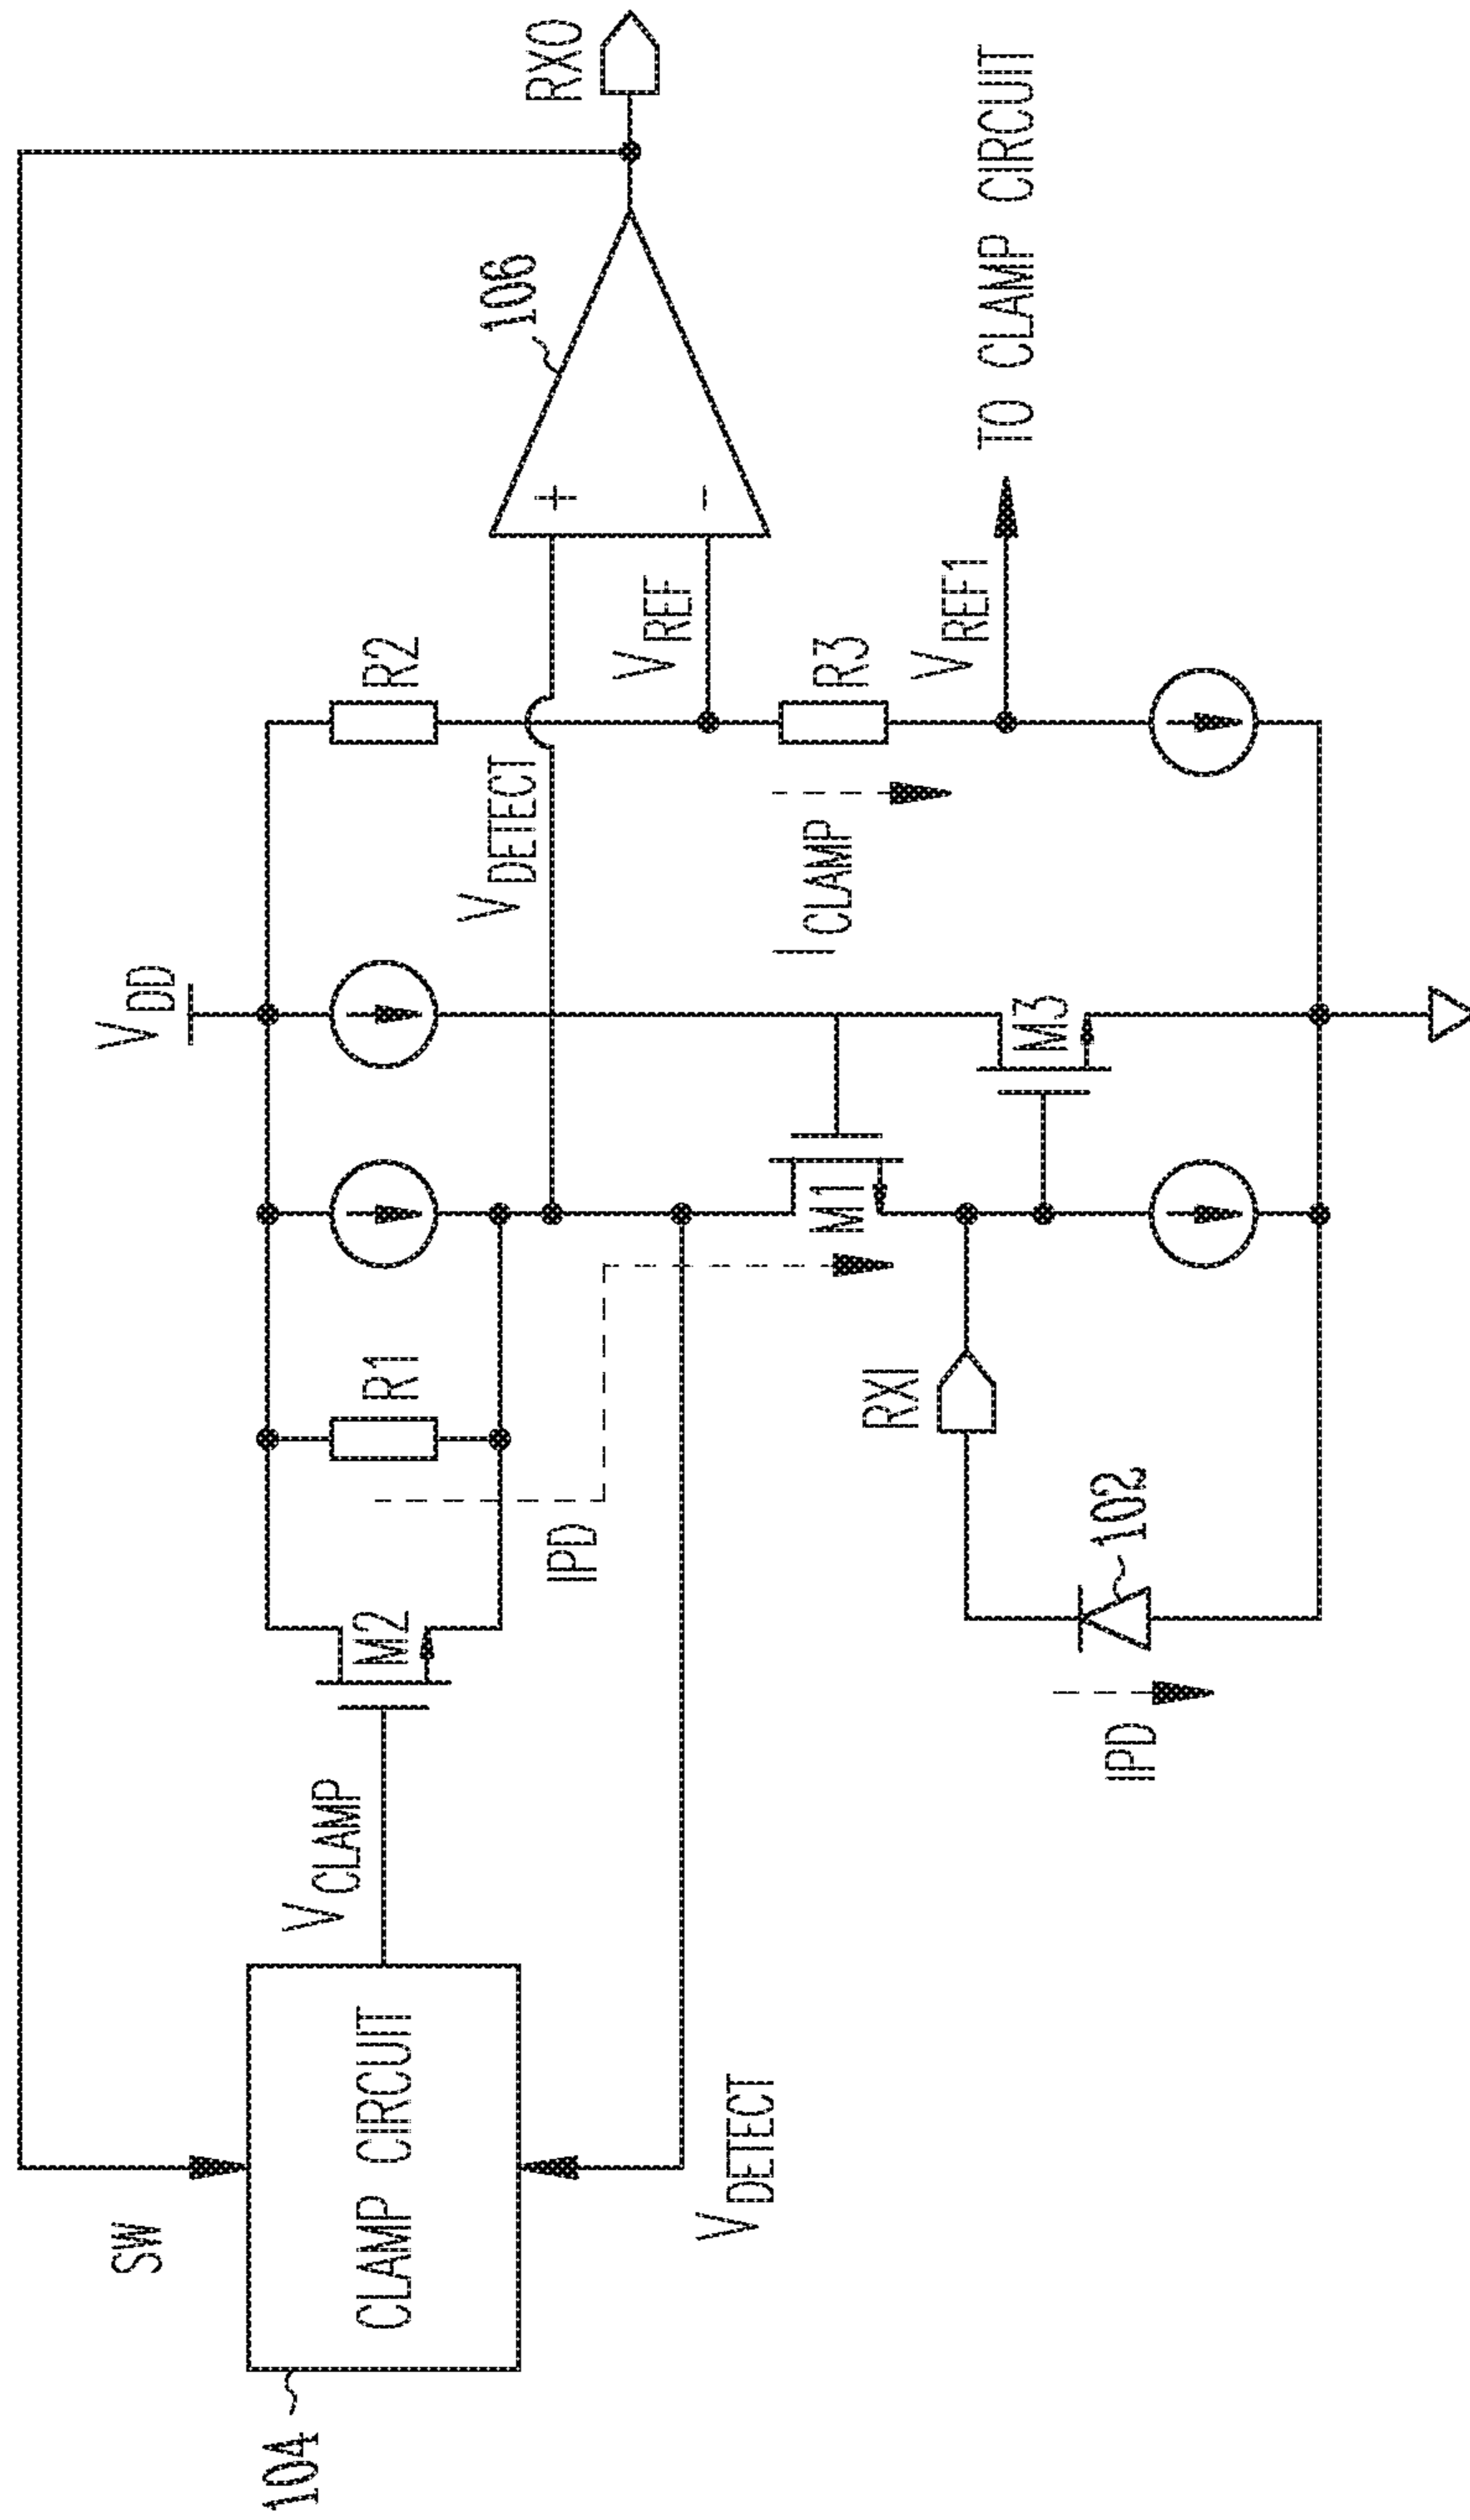 SW
104
CLAMP CIRCUIT
VDETECT
VCLAMP
M2
R1
IPD
IPD
102
RXI
VDD
M1
M3
VDETECT
ICLAMP
R2
VREF
R3
VREF1
106
+
-
RXO
TO CLAMP CIRCUIT